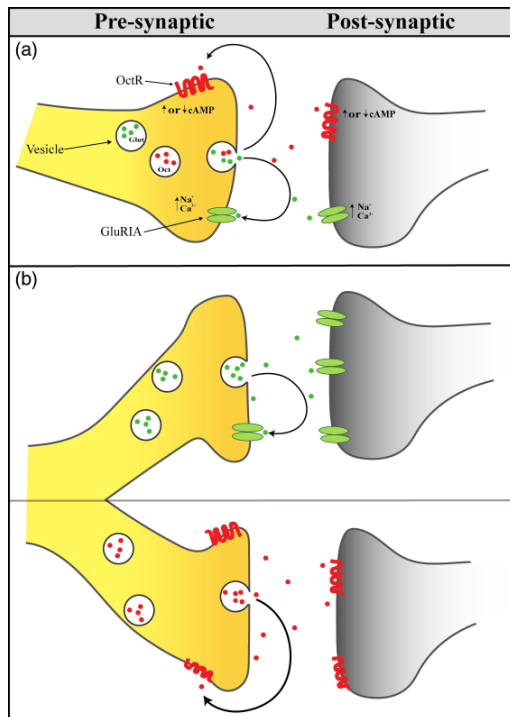 Pre-synaptic Post-synaptic
(a)
OctR
↑ or ↓ cAMP
↑ or ↓ cAMP
Glut
Vesicle
Oct
↑ Na⁺
Ca²⁺
↑ Na⁺
Ca²⁺
GluRIA
(b)